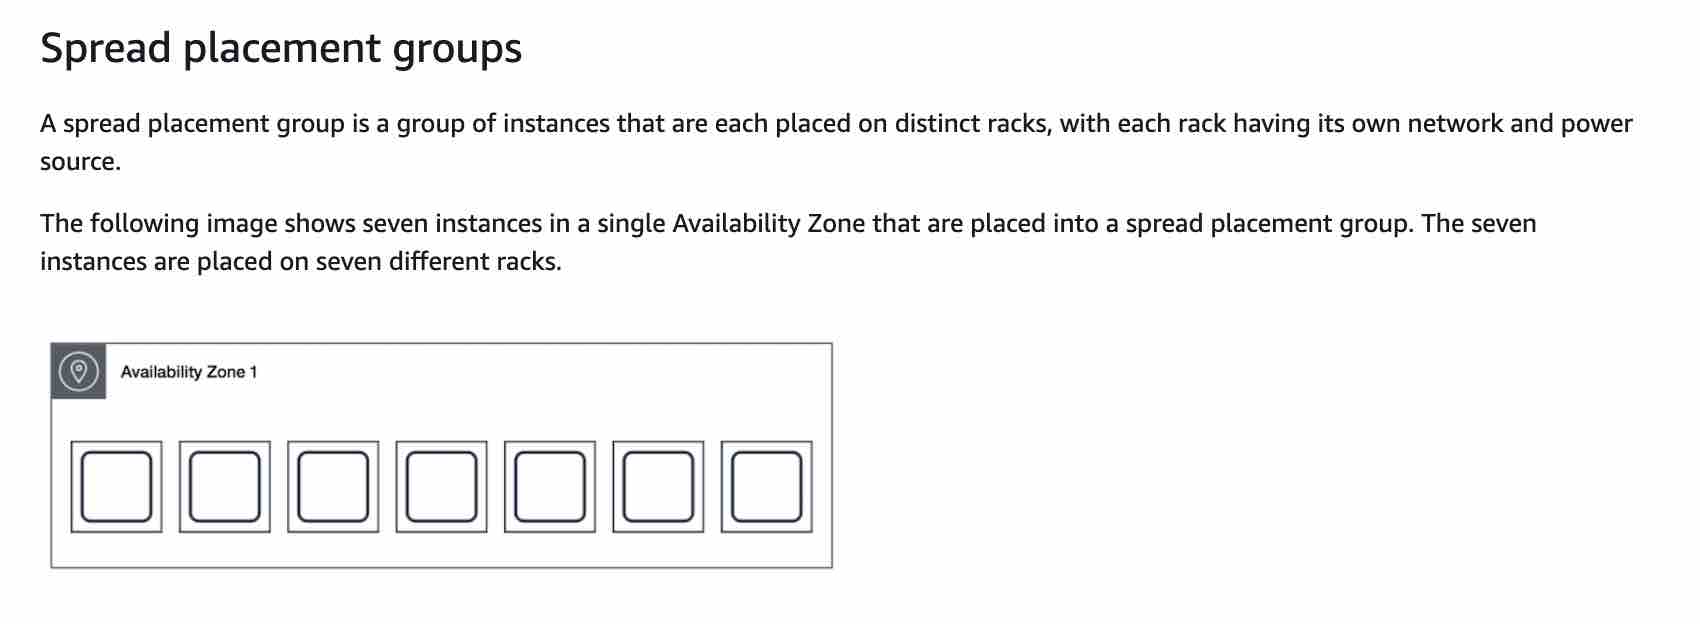 Spread placement groups
A spread placement group is a group of instances that are each placed on distinct racks, with each rack having its own network and power
source.
The following image shows seven instances in a single Availability Zone that are placed into a spread placement group. The seven
instances are placed on seven different racks.
Availability Zone 1